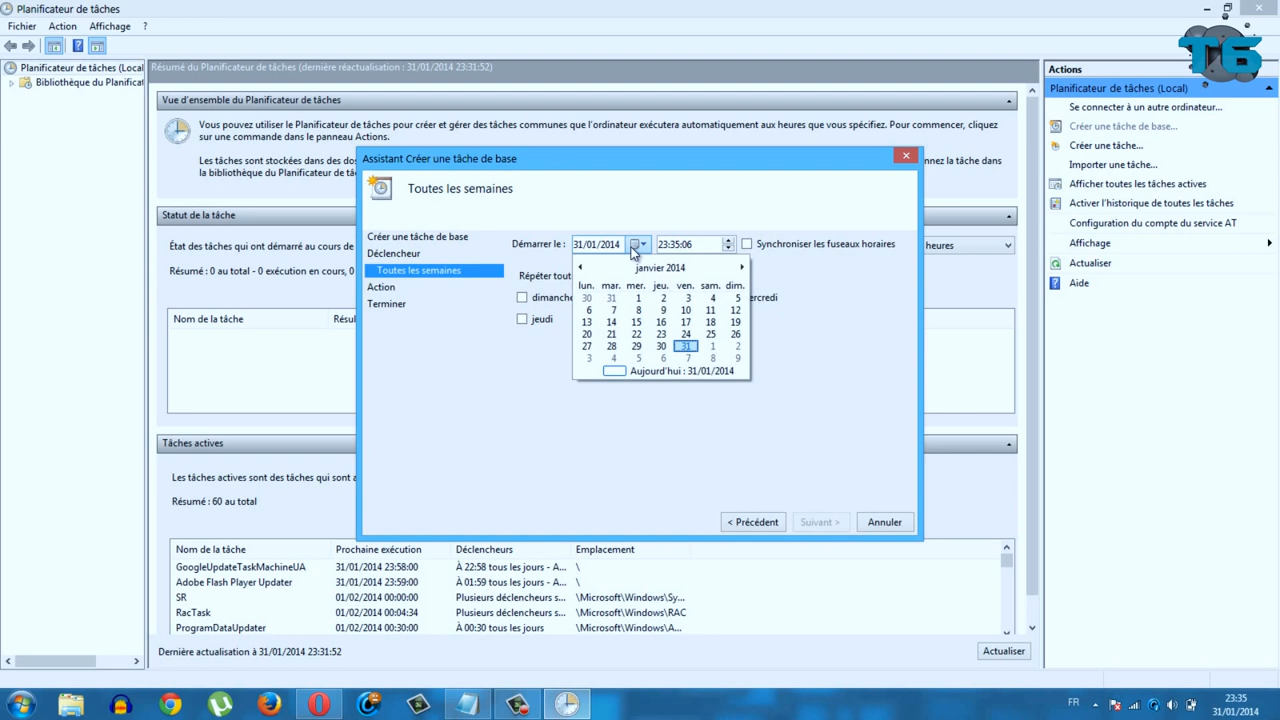 Planificateur de tâches
Fichier Action Affichage ?
T6
Planificateur de tâches (Local
Bibliothèque du Planificat
Résumé du Planificateur de tâches (dernière réactualisation : 31/01/2014 23:31:52)
Vue d'ensemble du Planificateur de tâches
Vous pouvez utiliser le Planificateur de tâches pour créer et gérer des tâches communes que l'ordinateur exécutera automatiquement aux heures que vous spécifiez. Pour commencer, cliquez
sur une commande dans le panneau Actions.
Les tâches sont stockées dans des dos
nnez la tâche dans
la bibliothèque du Planificateur de tâ
Statut de la tâche
État des tâches qui ont démarré lo
heures
Résumé : 0 au total - 0 exécution en cours, 0
Nom de la tâche Résul
Tâches actives
Les tâches actives sont des tâches qui sont a
Résumé : 60 au total
Nom de la tâche Prochaine exécution Déclencheurs Emplacement
GoogleUpdateTaskMachineUA 31/01/2014 23:58:00 À 22:58 tous les jours - A... \
Adobe Flash Player Updater 31/01/2014 23:59:00 À 01:59 tous les jours - A... \
SR 01/02/2014 00:00:00 Plusieurs déclencheurs s... \Microsoft\Windows\Sy...
RacTask 01/02/2014 00:04:34 Plusieurs déclencheurs s... \Microsoft\Windows\RAC
ProgramDataUpdater 01/02/2014 00:30:00 À 00:30 tous les jours \Microsoft\Windows\A...
Dernière actualisation à 31/01/2014 23:31:52 Actualiser
Assistant Créer une tâche de base
Toutes les semaines
Créer une tâche de base
Déclencheur
Toutes les semaines
Action
Terminer
Démarrer le : 31/01/2014 23:35:06 Synchroniser les fuseaux horaires
Répéter tout
dimanche
ercredi
jeudi
janvier 2014
lun. mar. mer. jeu. ven. sam. dim.
30 31 1 2 3 4 5
6 7 8 9 10 11 12
13 14 15 16 17 18 19
20 21 22 23 24 25 26
27 28 29 30 31 1 2
3 4 5 6 7 8 9
Aujourd'hui : 31/01/2014
< Précédent Suivant > Annuler
Actions
Planificateur de tâches (Local)
Se connecter à un autre ordinateur...
Créer une tâche de base...
Créer une tâche...
Importer une tâche...
Afficher toutes les tâches actives
Activer l'historique de toutes les tâches
Configuration du compte du service AT
Affichage
Actualiser
Aide
FR
23:35
31/01/2014